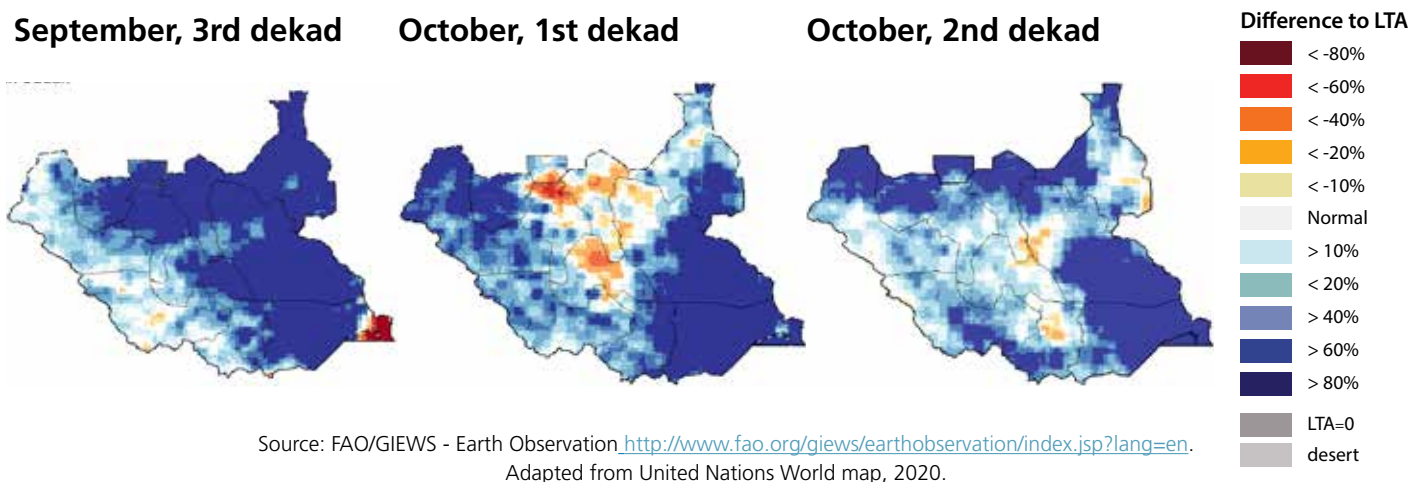 September, 3rd dekad
October, 1st dekad
October, 2nd dekad
Difference to LTA
< -80%
< -60%
< -40%
< -20%
< -10%
Normal
> 10%
< 20%
> 40%
> 60%
> 80%
LTA=0
desert
Source: FAO/GIEWS - Earth Observation http://www.fao.org/giews/earthobservation/index.jsp?lang=en.
Adapted from United Nations World map, 2020.